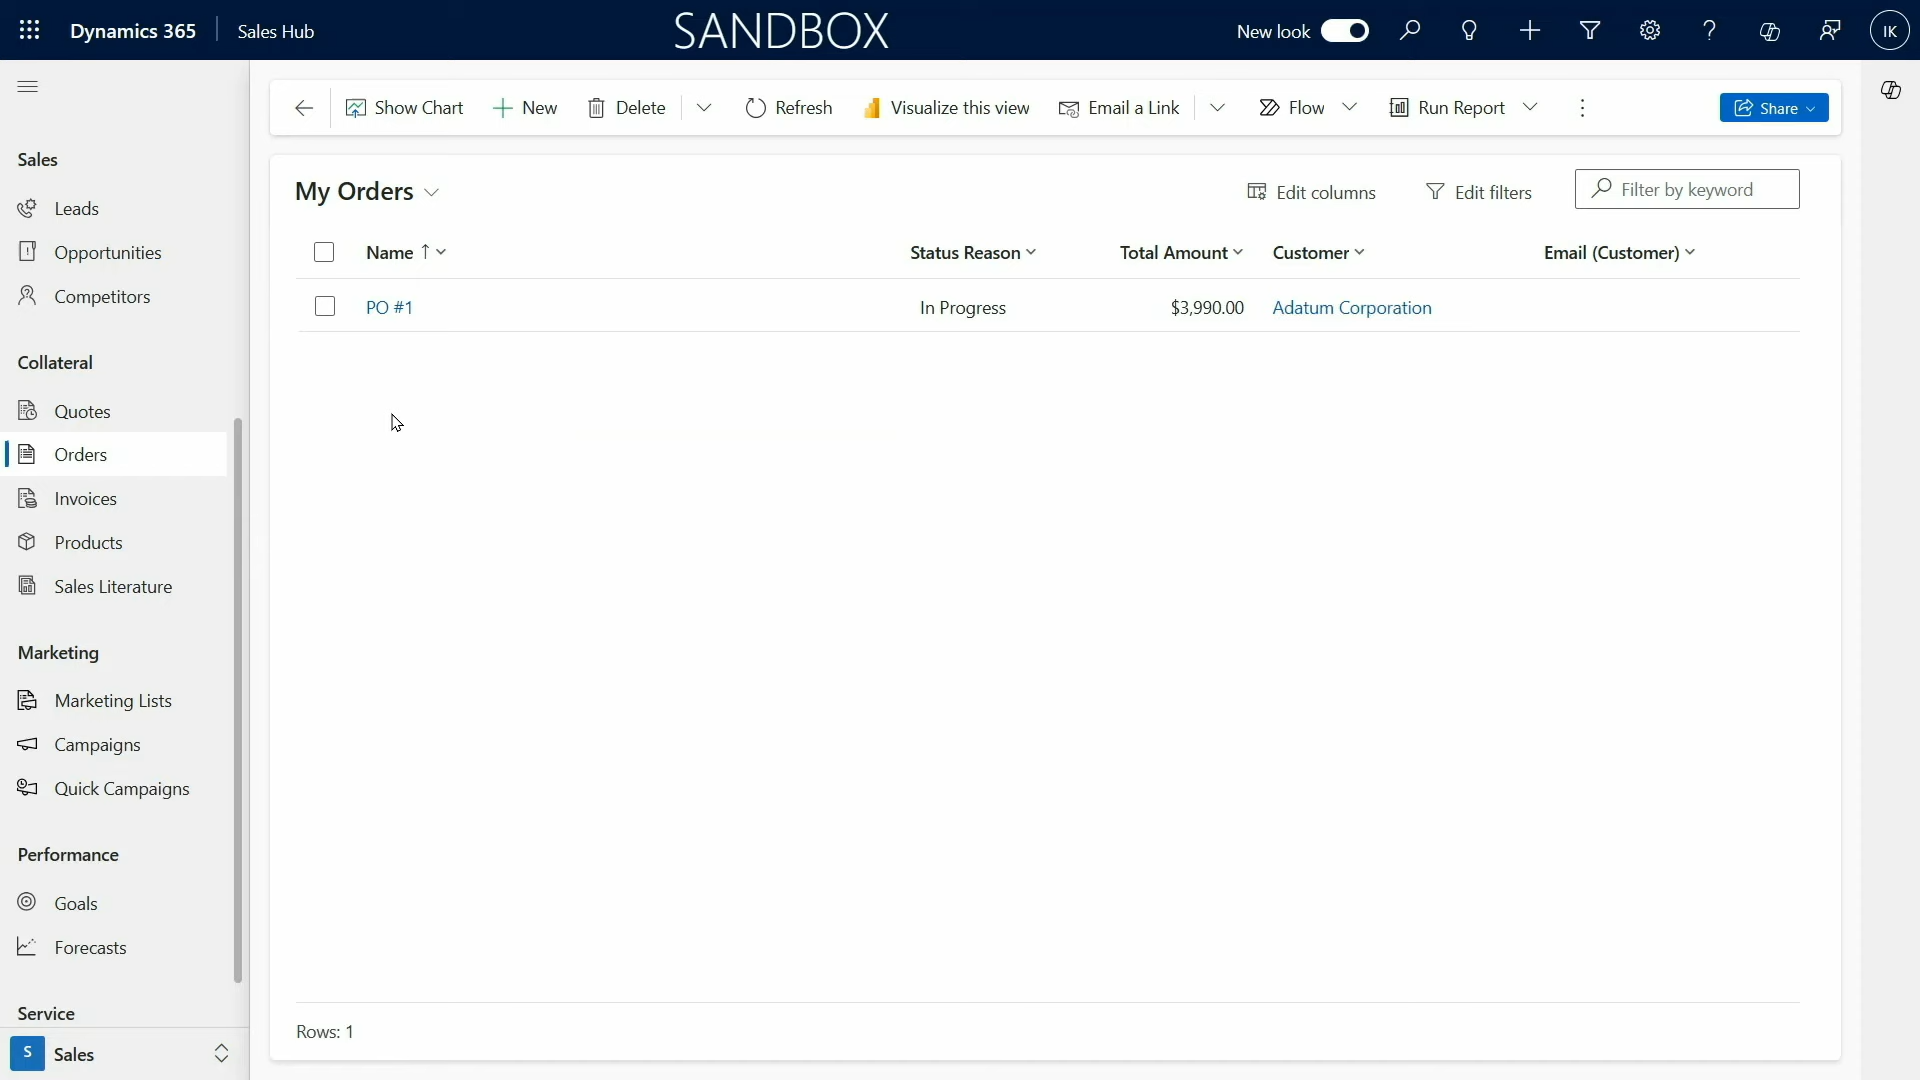 Dynamics 365
Sales Hub
SANDBOX
New look
IK
Show Chart
New
Delete
Refresh
Visualize this view
Email a Link
Flow
Run Report
Share
Sales
Leads
Opportunities
Competitors
Collateral
Quotes
Orders
Invoices
Products
Sales Literature
Marketing
Marketing Lists
Campaigns
Quick Campaigns
Performance
Goals
Forecasts
Service
S Sales
My Orders
Edit columns
Edit filters
Filter by keyword
Name ↑ Status Reason Total Amount Customer Email (Customer)
PO #1 In Progress $3,990.00 Adatum Corporation
Rows: 1